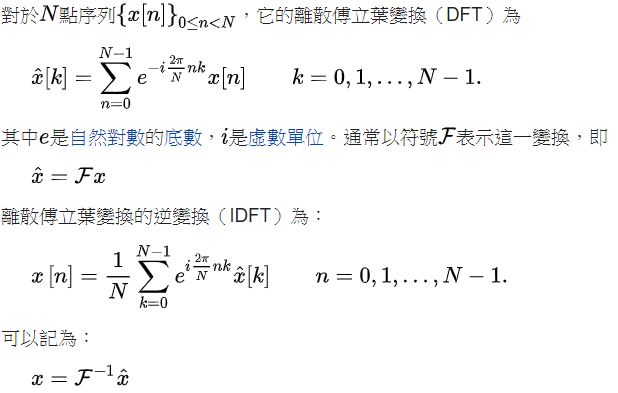 對於$N$點序列$\{x[n]\}_{0\le n<N}$，它的離散傅立葉變換（DFT）為
$\hat{x}[k]=\sum_{n=0}^{N-1} e^{-i\frac{2\pi}{N}nk}x[n] \qquad k=0,1,\ldots,N-1.$
其中$e$是自然對數的底數，$i$是虛數單位。通常以符號$\mathcal{F}$表示這一變換，即
$\hat{x}=\mathcal{F}x$
離散傅立葉變換的逆變換（IDFT）為：
$x\left[n\right]=\frac{1}{N}\sum_{k=0}^{N-1} e^{i\frac{2\pi}{N}nk}\hat{x}[k] \qquad n=0,1,\ldots,N-1.$
可以記為：
$x=\mathcal{F}^{-1}\hat{x}$